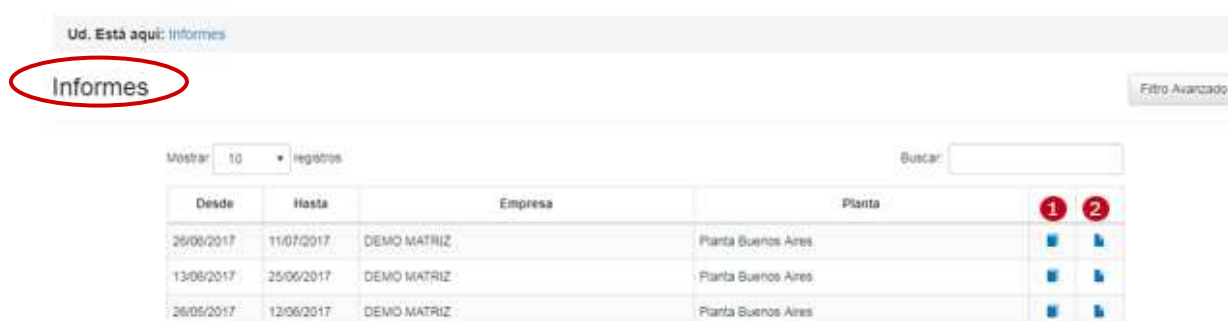 Ud. Está aquí: Informes
Informes
Filtro Avanzado
Mostrar 10 registros
Buscar:
Desde Hasta Empresa Planta 1 2
26/06/2017 11/07/2017 DEMO MATRIZ Planta Buenos Aires
13/06/2017 25/06/2017 DEMO MATRIZ Planta Buenos Aires
26/05/2017 12/06/2017 DEMO MATRIZ Planta Buenos Aires